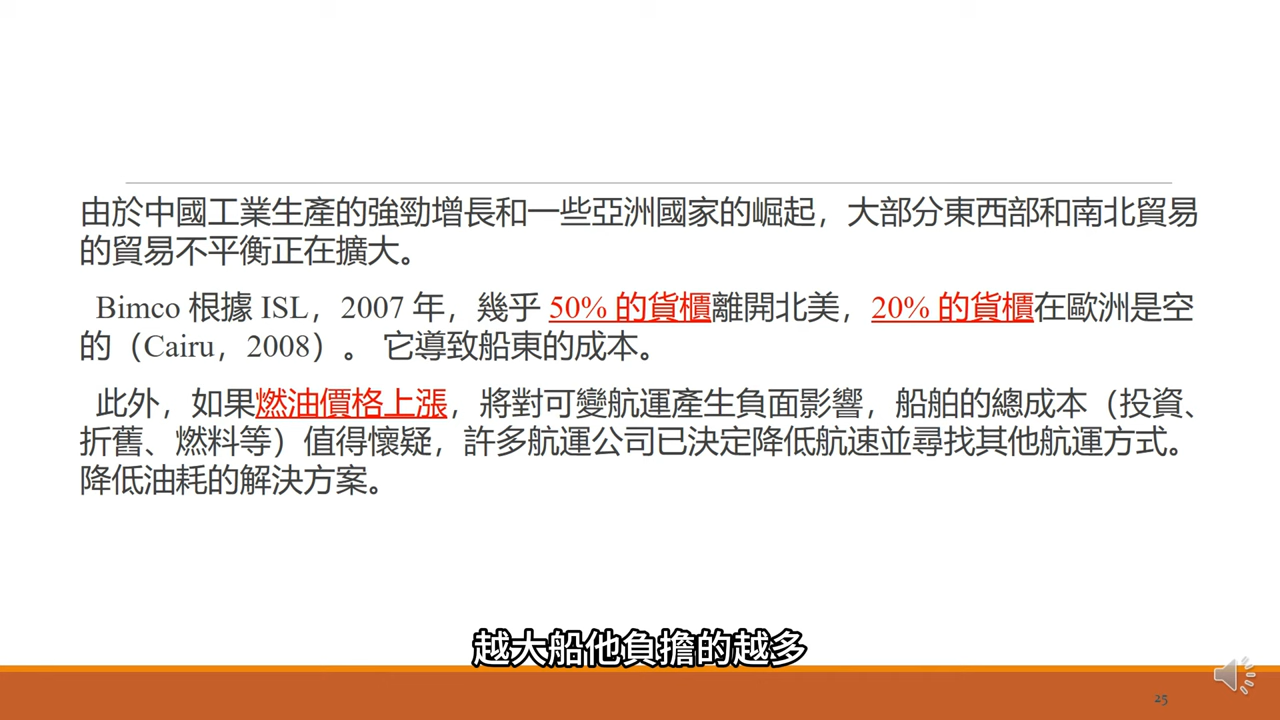 由於中國工業生產的強勁增長和一些亞洲國家的崛起，大部分東西部和南北貿易
的貿易不平衡正在擴大。
Bimco 根據 ISL，2007 年，幾乎 50% 的貨櫃離開北美，20% 的貨櫃在歐洲是空
的（Cairu，2008）。 它導致船東的成本。
此外，如果燃油價格上漲，將對可變航運產生負面影響，船舶的總成本（投資、
折舊、燃料等）值得懷疑，許多航運公司已決定降低航速並尋找其他航運方式。
降低油耗的解決方案。
越大船他負擔的越多
25